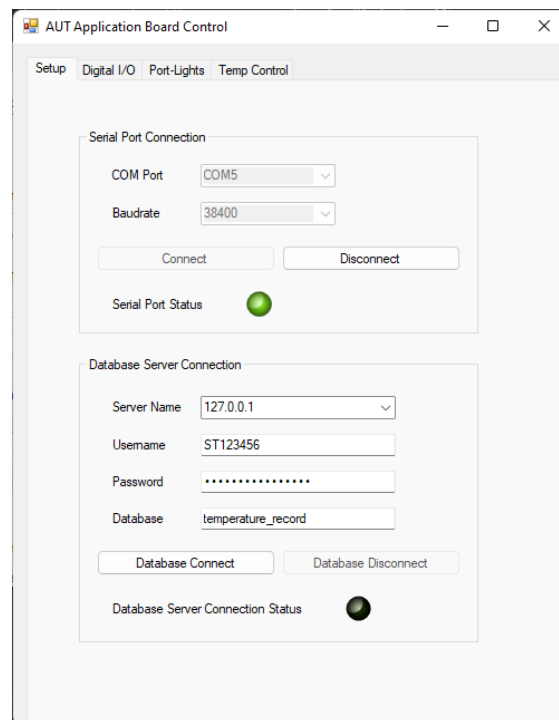 AUT Application Board Control
Setup Digital I/O Port-Lights Temp Control
Serial Port Connection
COM Port COM5
Baudrate 38400
Connect Disconnect
Serial Port Status
Database Server Connection
Server Name 127.0.0.1
Username ST123456
Password ••••••••••••••••
Database temperature_record
Database Connect Database Disconnect
Database Server Connection Status